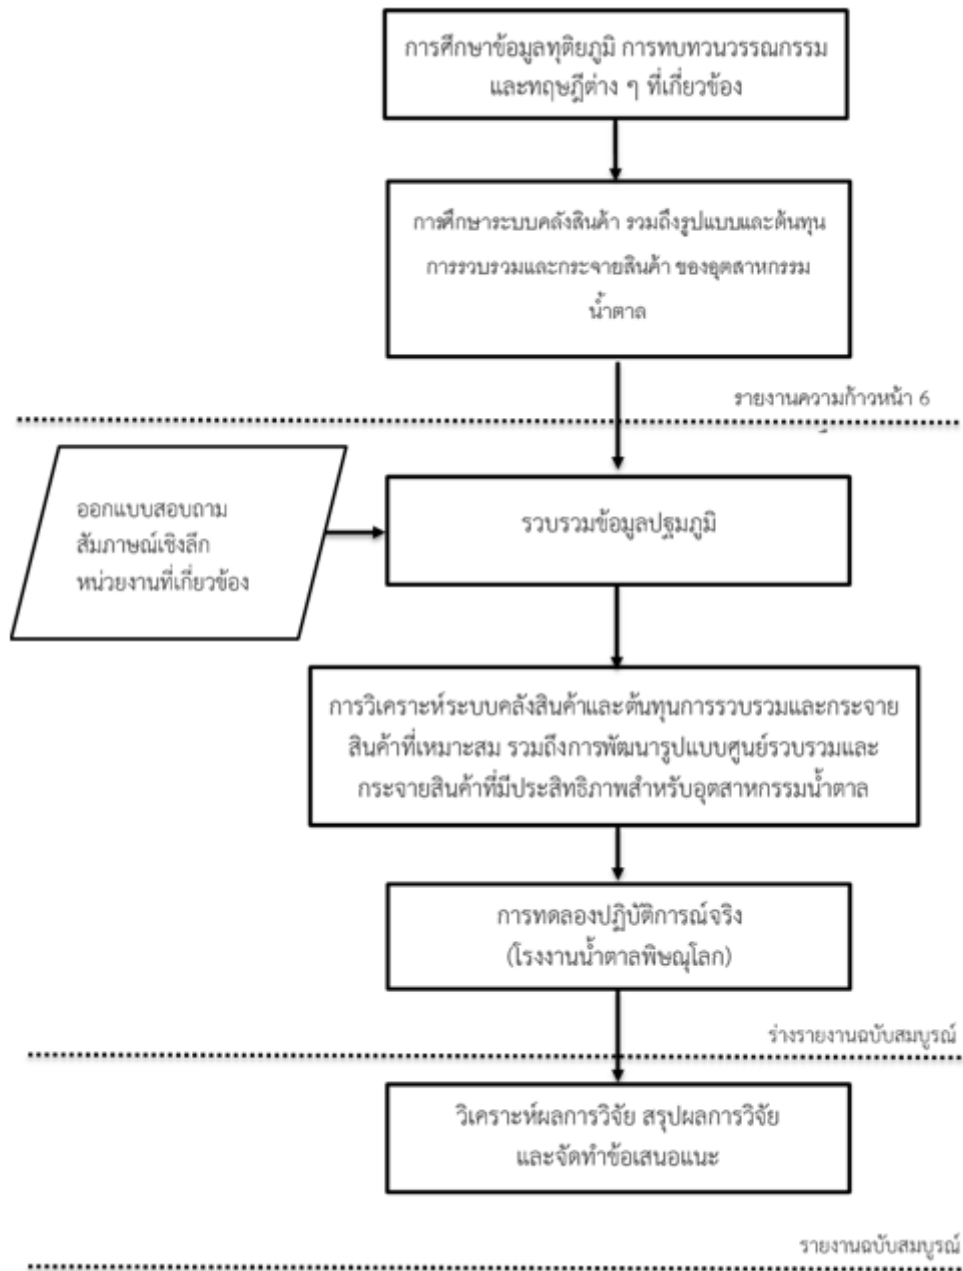 การศึกษาข้อมูลทุติยภูมิ การทบทวนวรรณกรรม
และทฤษฎีต่าง ๆ ที่เกี่ยวข้อง
การศึกษาระบบคลังสินค้า รวมถึงรูปแบบและต้นทุน
การรวบรวมและกระจายสินค้า ของอุตสาหกรรม
น้ำตาล
รายงานความก้าวหน้า 6
ออกแบบสอบถาม
สัมภาษณ์เชิงลึก
หน่วยงานที่เกี่ยวข้อง
รวบรวมข้อมูลปฐมภูมิ
การวิเคราะห์ระบบคลังสินค้าและต้นทุนการรวบรวมและกระจาย
สินค้าที่เหมาะสม รวมถึงการพัฒนารูปแบบศูนย์รวบรวมและ
กระจายสินค้าที่มีประสิทธิภาพสำหรับอุตสาหกรรมน้ำตาล
การทดลองปฏิบัติการณ์จริง
(โรงงานน้ำตาลพิษณุโลก)
ร่างรายงานฉบับสมบูรณ์
วิเคราะห์ผลการวิจัย สรุปผลการวิจัย
และจัดทำข้อเสนอแนะ
รายงานฉบับสมบูรณ์